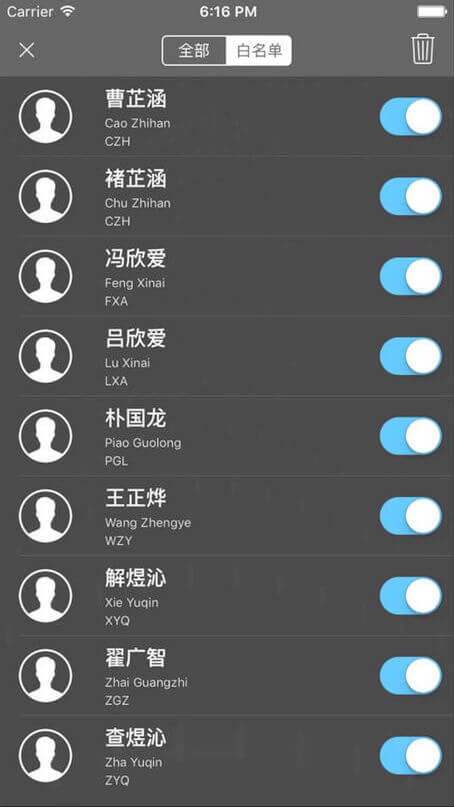 Carrier 6:16 PM
全部 白名单
曹芷涵
Cao Zhihan
CZH
褚芷涵
Chu Zhihan
CZH
冯欣爱
Feng Xinai
FXA
吕欣爱
Lu Xinai
LXA
朴国龙
Piao Guolong
PGL
王正烨
Wang Zhengye
WZY
解煜沁
Xie Yuqin
XYQ
翟广智
Zhai Guangzhi
ZGZ
查煜沁
Zha Yuqin
ZYQ